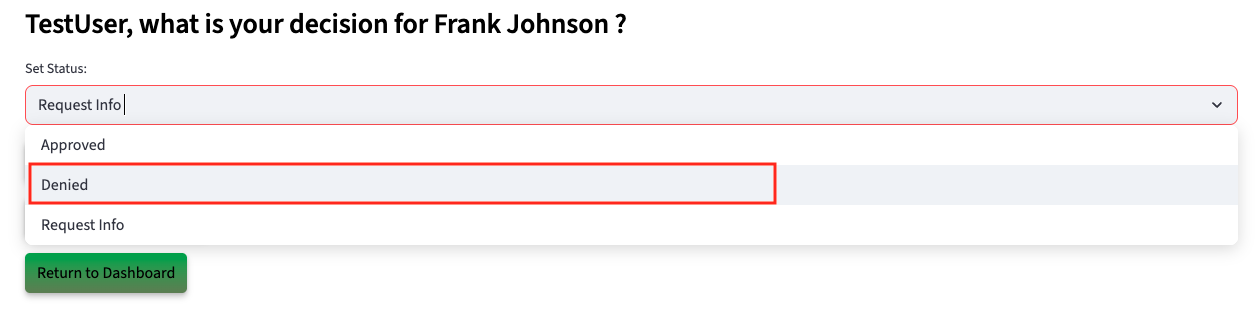 TestUser, what is your decision for Frank Johnson ?
Set Status:
Request Info
Approved
Denied
Request Info
Return to Dashboard